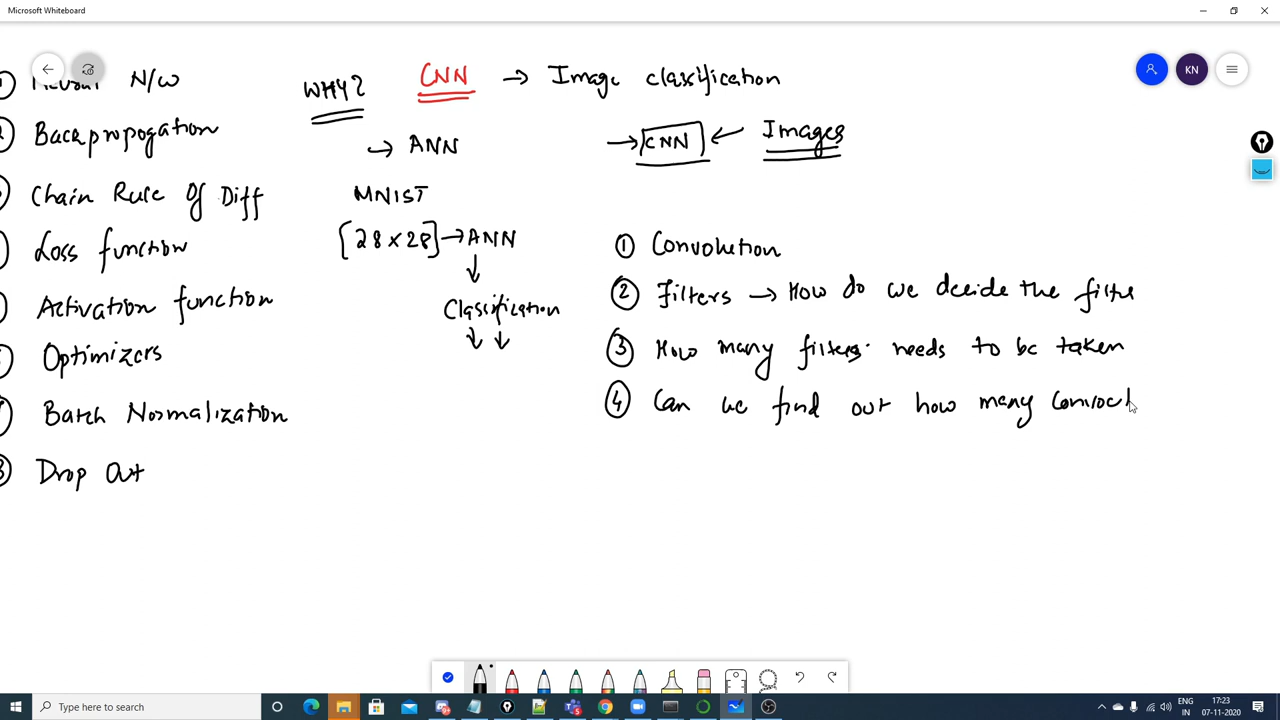 Microsoft Whiteboard
KN
① Neural N/W
Backpropogation
Chain Rule Of Diff
Loss function
Activation function
Optimizers
Batch Normalization
Drop Out
WHY? CNN → Image classification
→ ANN
MNIST
[28×28] → ANN
↓
Classification
↓ ↓
→ CNN ← Images
① Convolution
② Filters → How do we decide the filtre
③ How many filters needs to be taken
④ Can we find out how many
Type here to search
ENG
IN
17:23
07-11-2020